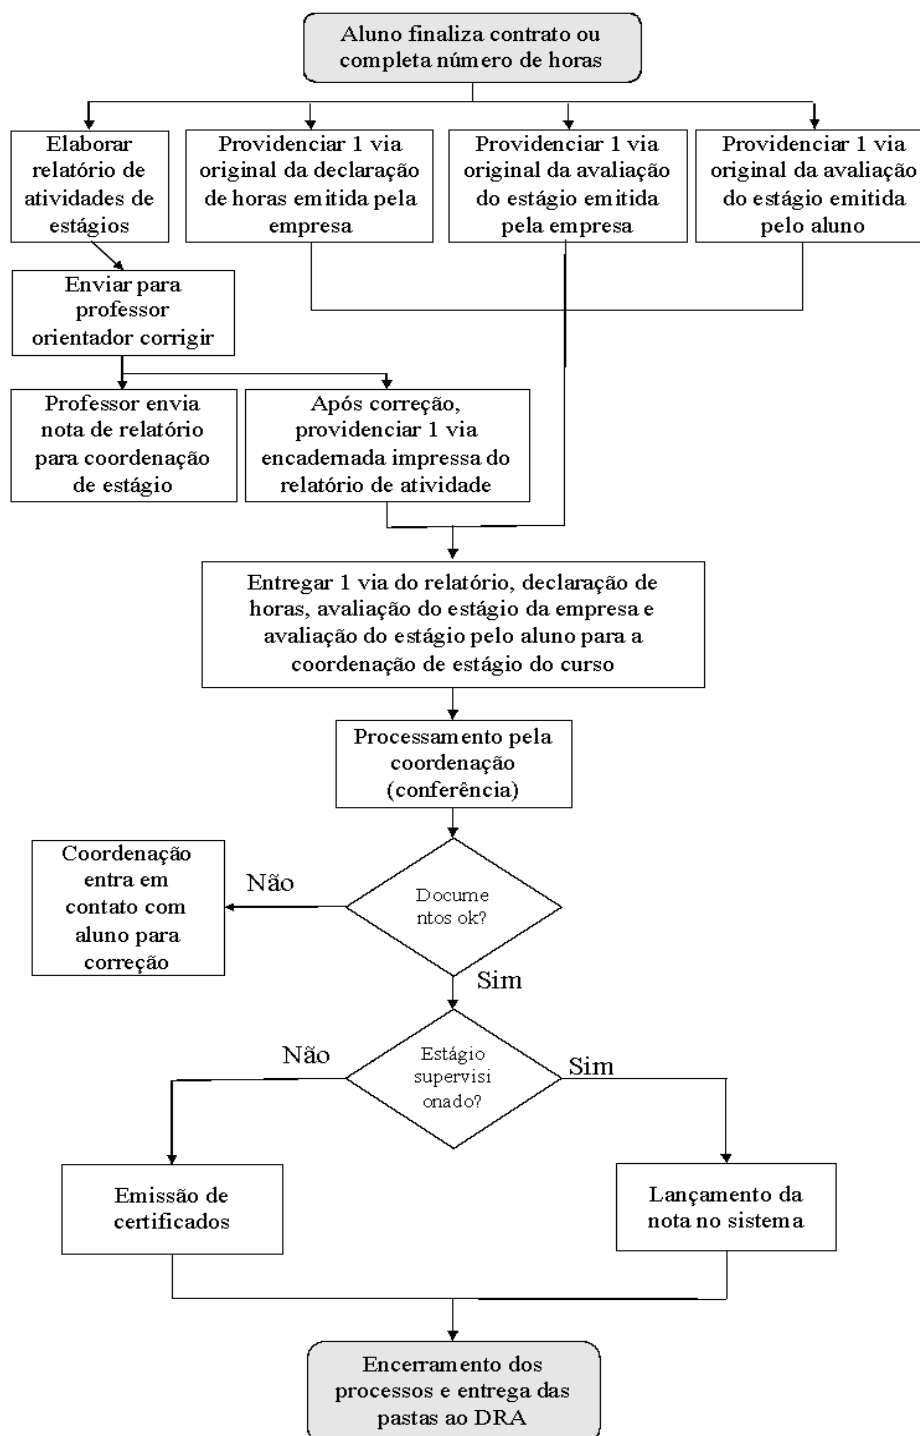 Aluno finaliza contrato ou
completa número de horas
Elaborar
relatório de
atividades de
estágios
Providenciar 1 via
original da declaração
de horas emitida pela
empresa
Providenciar 1 via
original da avaliação
do estágio emitida
pela empresa
Providenciar 1 via
original da avaliação
do estágio emitida
pelo aluno
Enviar para
professor
orientador corrigir
Professor envia
nota de relatório
para coordenação
de estágio
Após correção,
providenciar 1 via
encadernada impressa do
relatório de atividade
Entregar 1 via do relatório, declaração de
horas, avaliação do estágio da empresa e
avaliação do estágio pelo aluno para a
coordenação de estágio do curso
Processamento pela
coordenação
(conferência)
Coordenação
entra em
contato com
aluno para
correção
Não
Docume
ntos ok?
Sim
Não
Estágio
supervisi
onado?
Sim
Emissão de
certificados
Lançamento da
nota no sistema
Encerramento dos
processos e entrega das
pastas ao DRA